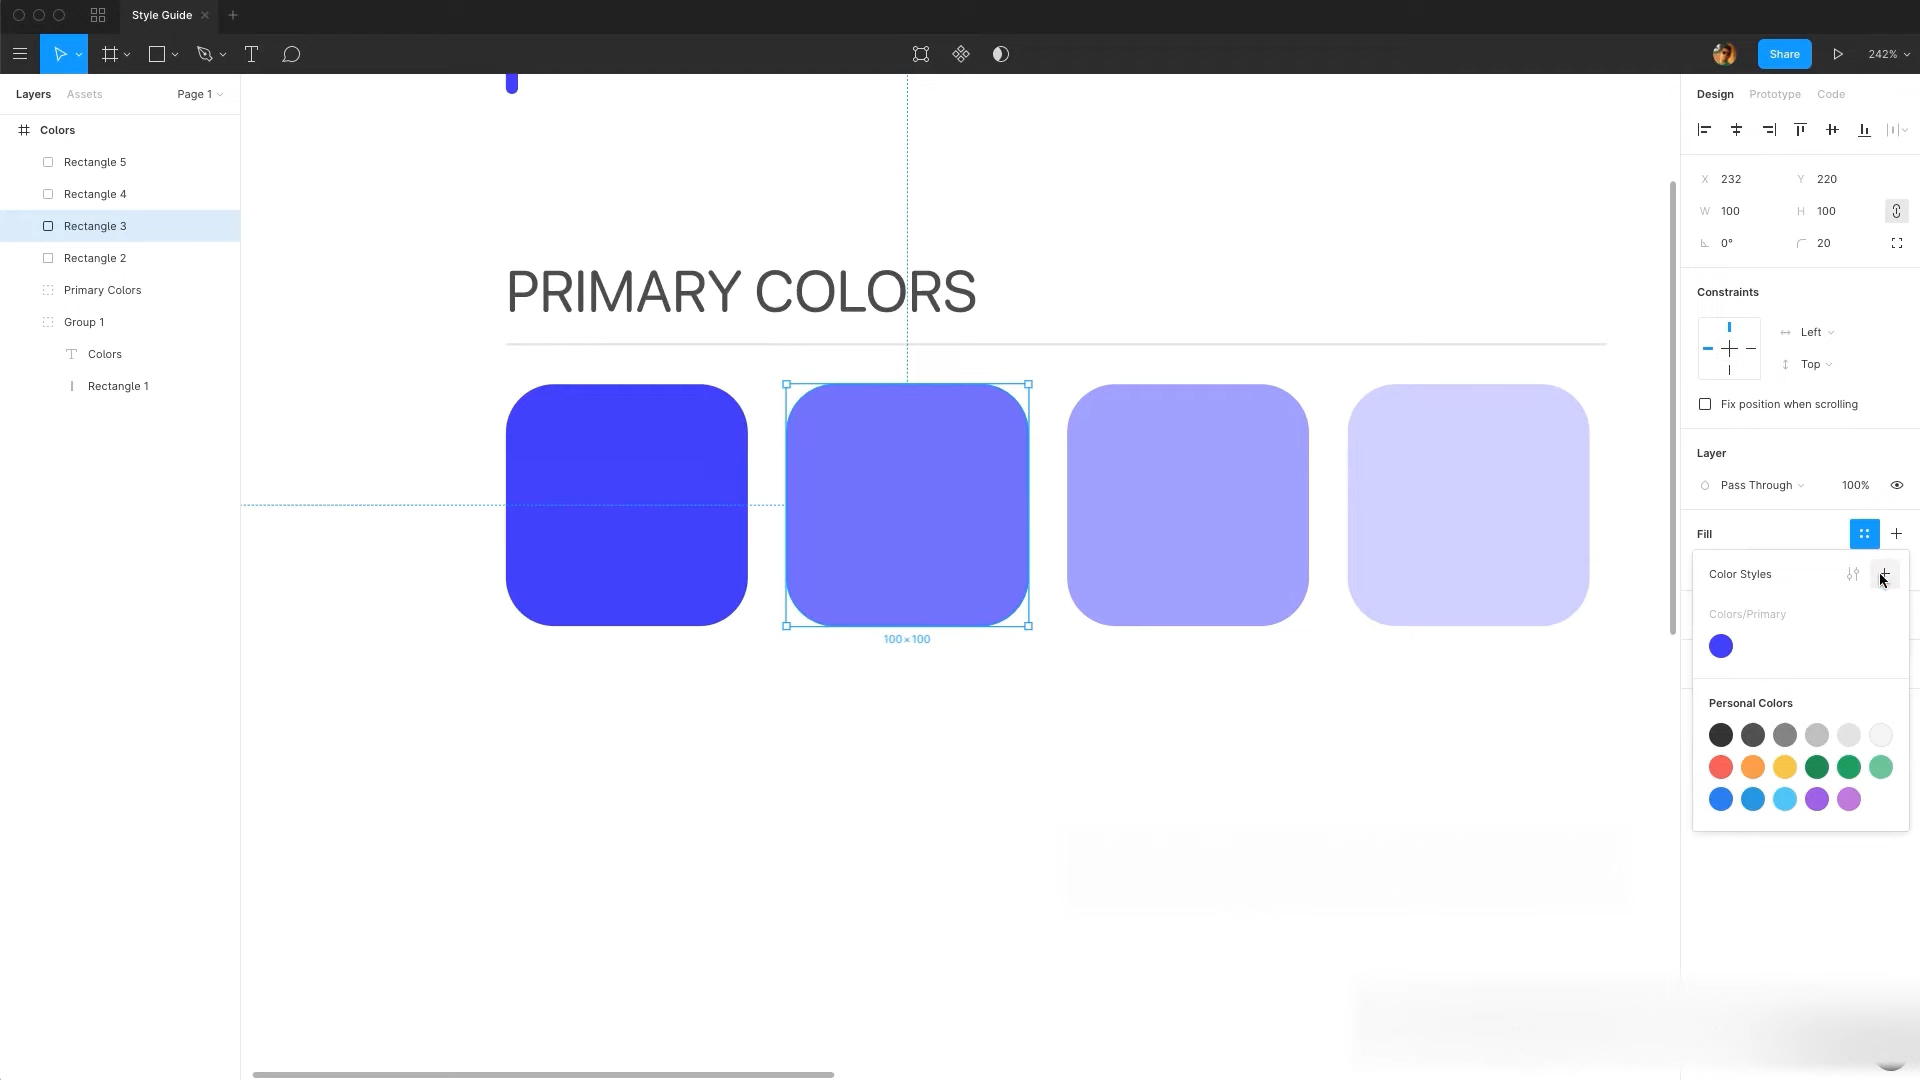 Style Guide
Share
242%
Layers
Assets
Page 1
Colors
Rectangle 5
Rectangle 4
Rectangle 3
Rectangle 2
Primary Colors
Group 1
Colors
Rectangle 1
PRIMARY COLORS
100×100
Design
Prototype
Code
X 232
Y 220
W 100
H 100
0°
20
Constraints
Left
Top
Fix position when scrolling
Layer
Pass Through
100%
Fill
Color Styles
Colors/Primary
Personal Colors